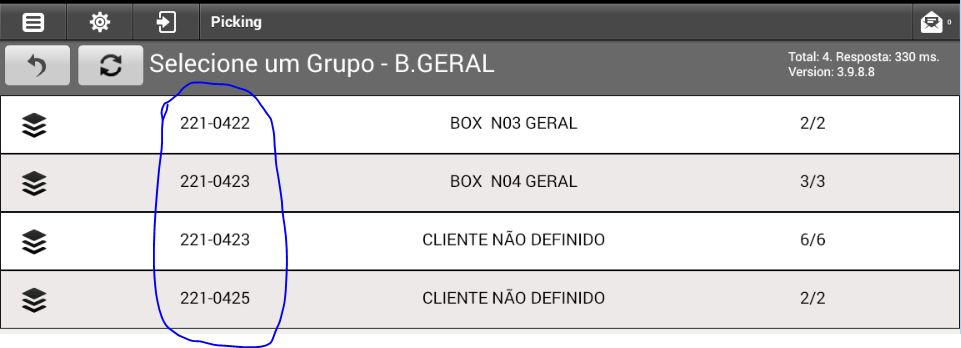 Picking
0
Selecione um Grupo - B.GERAL
Total: 4. Resposta: 330 ms.
Version: 3.9.8.8
221-0422 BOX N03 GERAL 2/2
221-0423 BOX N04 GERAL 3/3
221-0423 CLIENTE NÃO DEFINIDO 6/6
221-0425 CLIENTE NÃO DEFINIDO 2/2